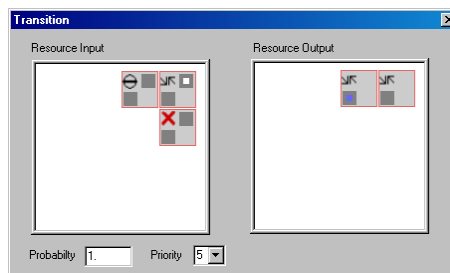 Transition
Resource Input Resource Output
Probabilty 1. Priority 5